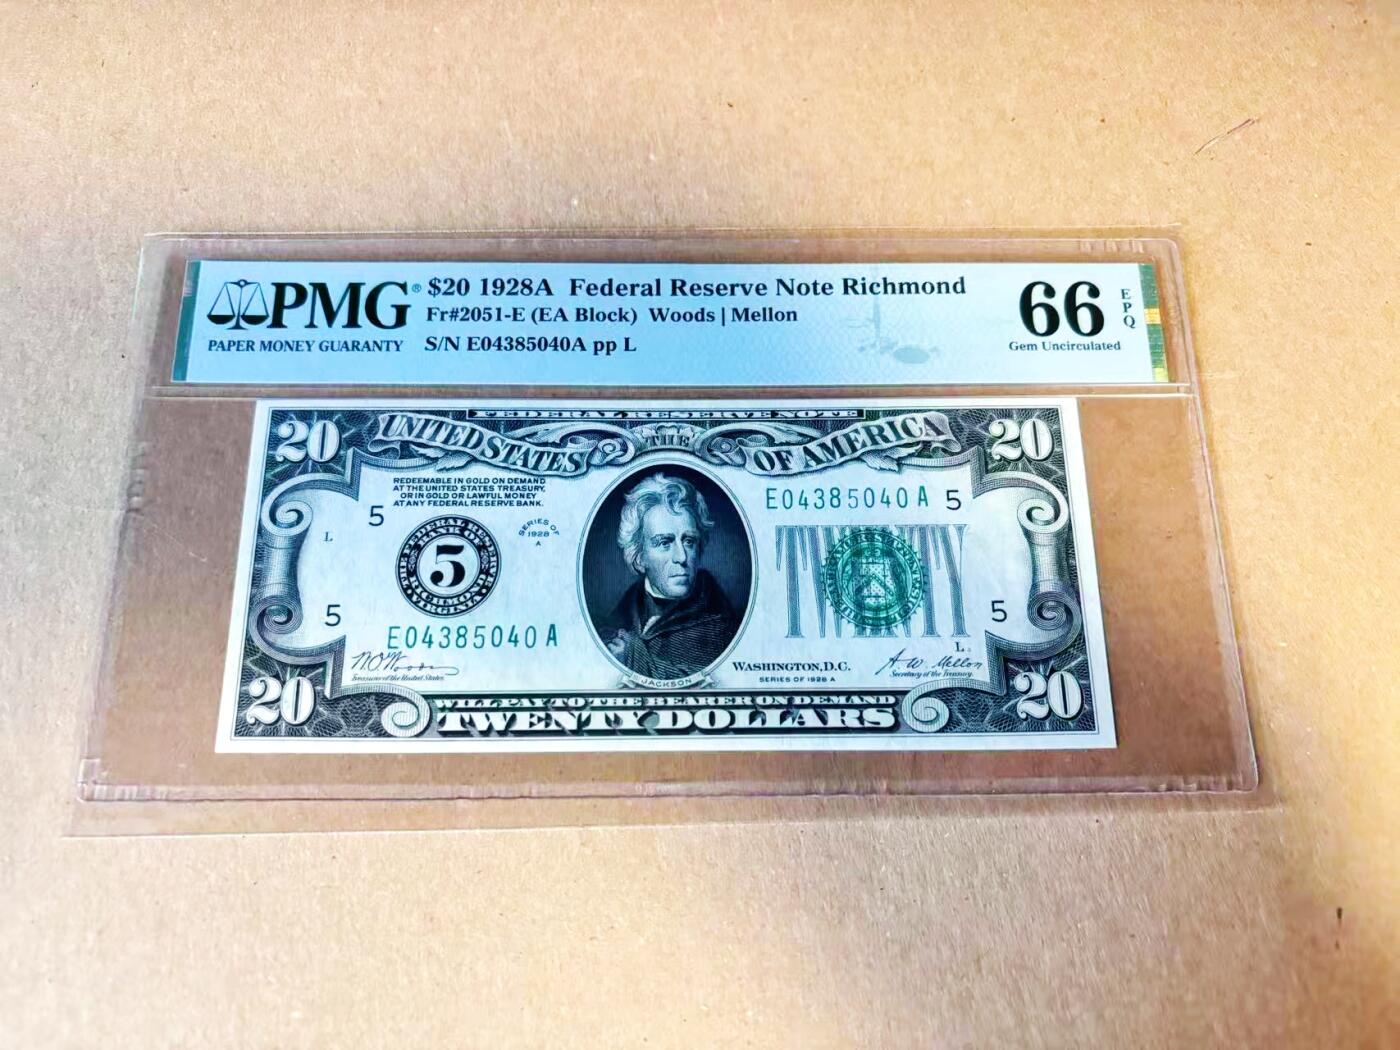 PMG®
PAPER MONEY GUARANTY
$20 1928A Federal Reserve Note Richmond
Fr#2051-E (EA Block) Woods | Mellon
S/N E04385040A pp L
66
EPQ
Gem Uncirculated
FEDERAL RESERVE NOTE
20
UNITED STATES
THE
OF AMERICA
20
REDEEMABLE IN GOLD ON DEMAND
AT THE UNITED STATES TREASURY,
OR IN GOLD OR LAWFUL MONEY
AT ANY FEDERAL RESERVE BANK.
E04385040A
5
5
L
SERIES OF
1928
A
5
5
5
E04385040A
TWENTY
L
WASHINGTON, D.C.
SERIES OF 1928 A
W.O. Woods
Treasurer of the United States
A. W. Mellon
Secretary of the Treasury.
JACKSON
20
WILL PAY TO THE BEARER ON DEMAND
TWENTY DOLLARS
20